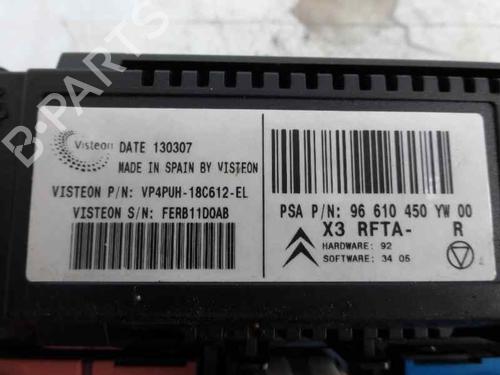 Visteon
DATE 130307
MADE IN SPAIN BY VISTEON
VISTEON P/N: VP4PUH-18C612-EL
VISTEON S/N: FERB11D0AB
PSA P/N: 96 610 450 YW 00
X3 RFTA- R
HARDWARE: 92
SOFTWARE: 34 05
B-PARTS